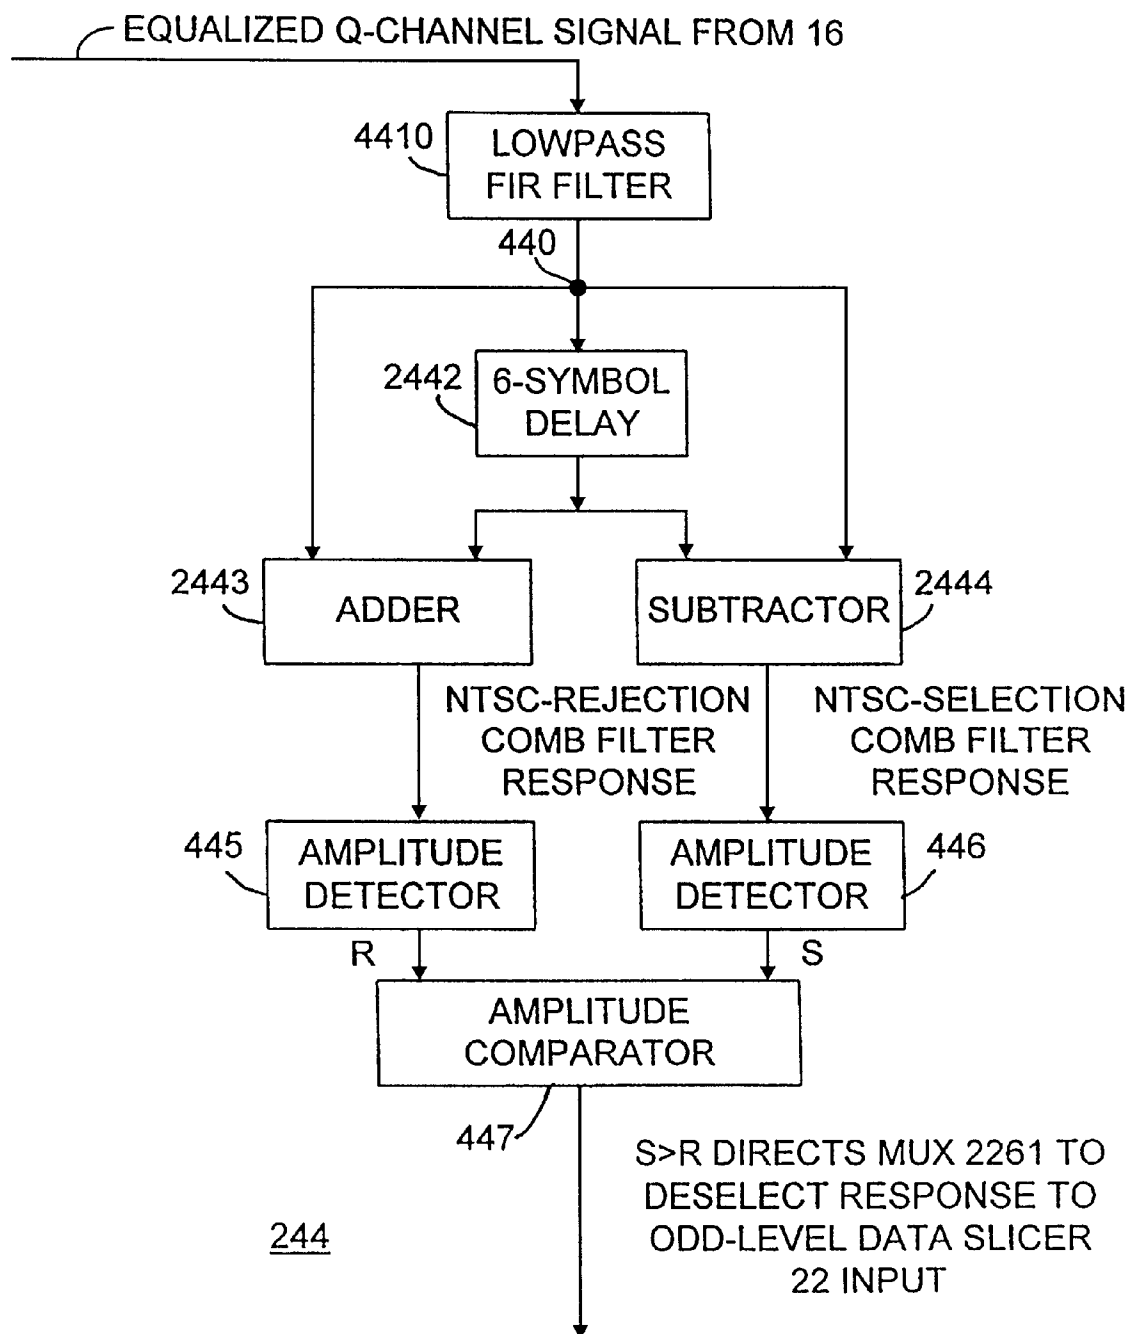 EQUALIZED Q-CHANNEL SIGNAL FROM 16
4410
LOWPASS
FIR FILTER
440
2442
6-SYMBOL
DELAY
2443
ADDER
SUBTRACTOR
2444
NTSC-REJECTION
COMB FILTER
RESPONSE
NTSC-SELECTION
COMB FILTER
RESPONSE
445
AMPLITUDE
DETECTOR
AMPLITUDE
DETECTOR
446
R
S
AMPLITUDE
COMPARATOR
447
S>R DIRECTS MUX 2261 TO
DESELECT RESPONSE TO
ODD-LEVEL DATA SLICER
22 INPUT
244